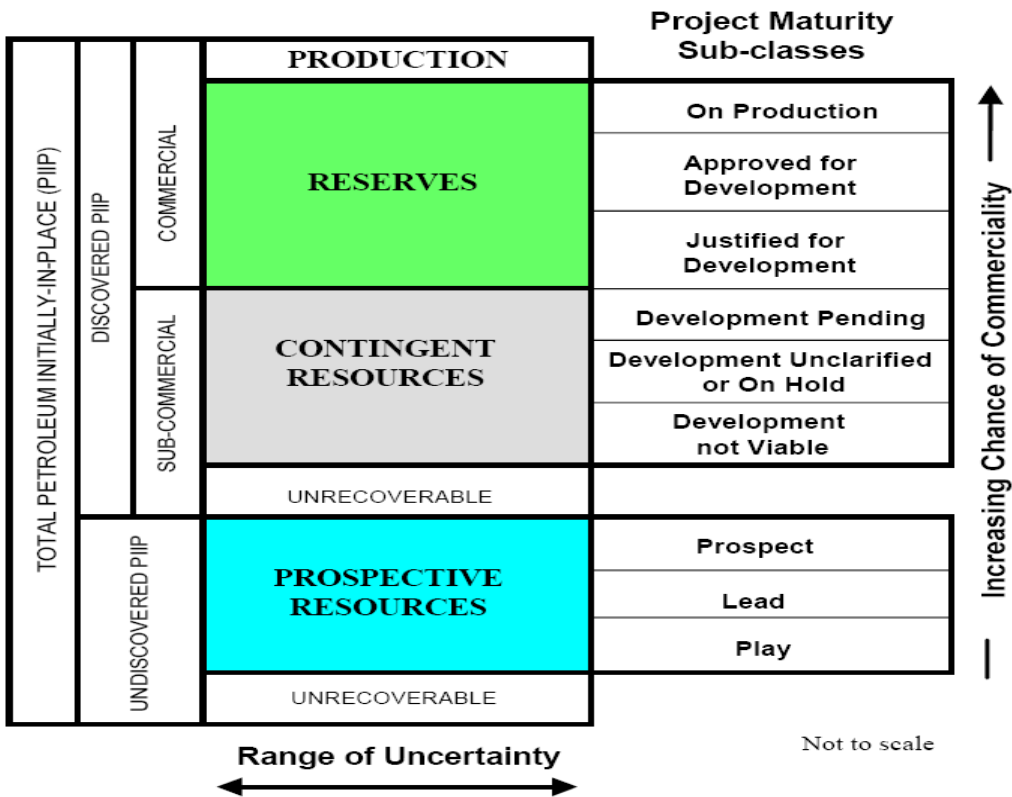 Project Maturity
Sub-classes
TOTAL PETROLEUM INITIALLY-IN-PLACE (PIIP)
DISCOVERED PIIP
COMMERCIAL
PRODUCTION
RESERVES
On Production
Approved for
Development
Justified for
Development
SUB-COMMERCIAL
CONTINGENT
RESOURCES
Development Pending
Development Unclarified
or On Hold
Development
not Viable
UNRECOVERABLE
UNDISCOVERED PIIP
PROSPECTIVE
RESOURCES
Prospect
Lead
Play
UNRECOVERABLE
Increasing Chance of Commerciality
Range of Uncertainty
Not to scale